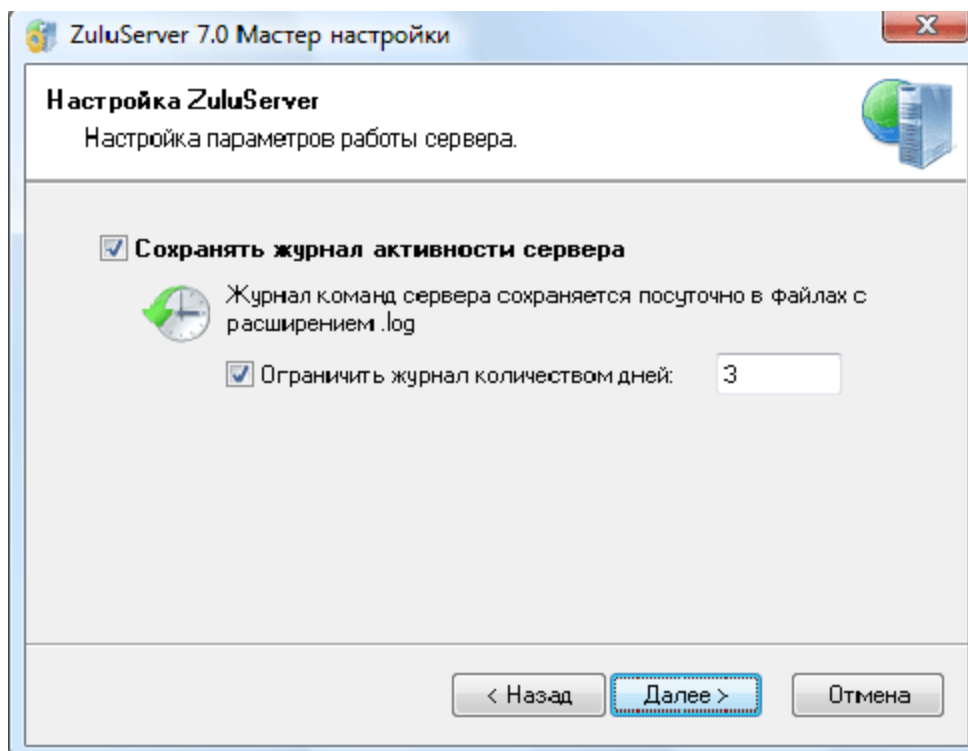 ZuluServer 7.0 Мастер настройки
Настройка ZuluServer
Настройка параметров работы сервера.
Сохранять журнал активности сервера
Журнал команд сервера сохраняется посуточно в файлах с
расширением .log
Ограничить журнал количеством дней: 3
< Назад Далее > Отмена